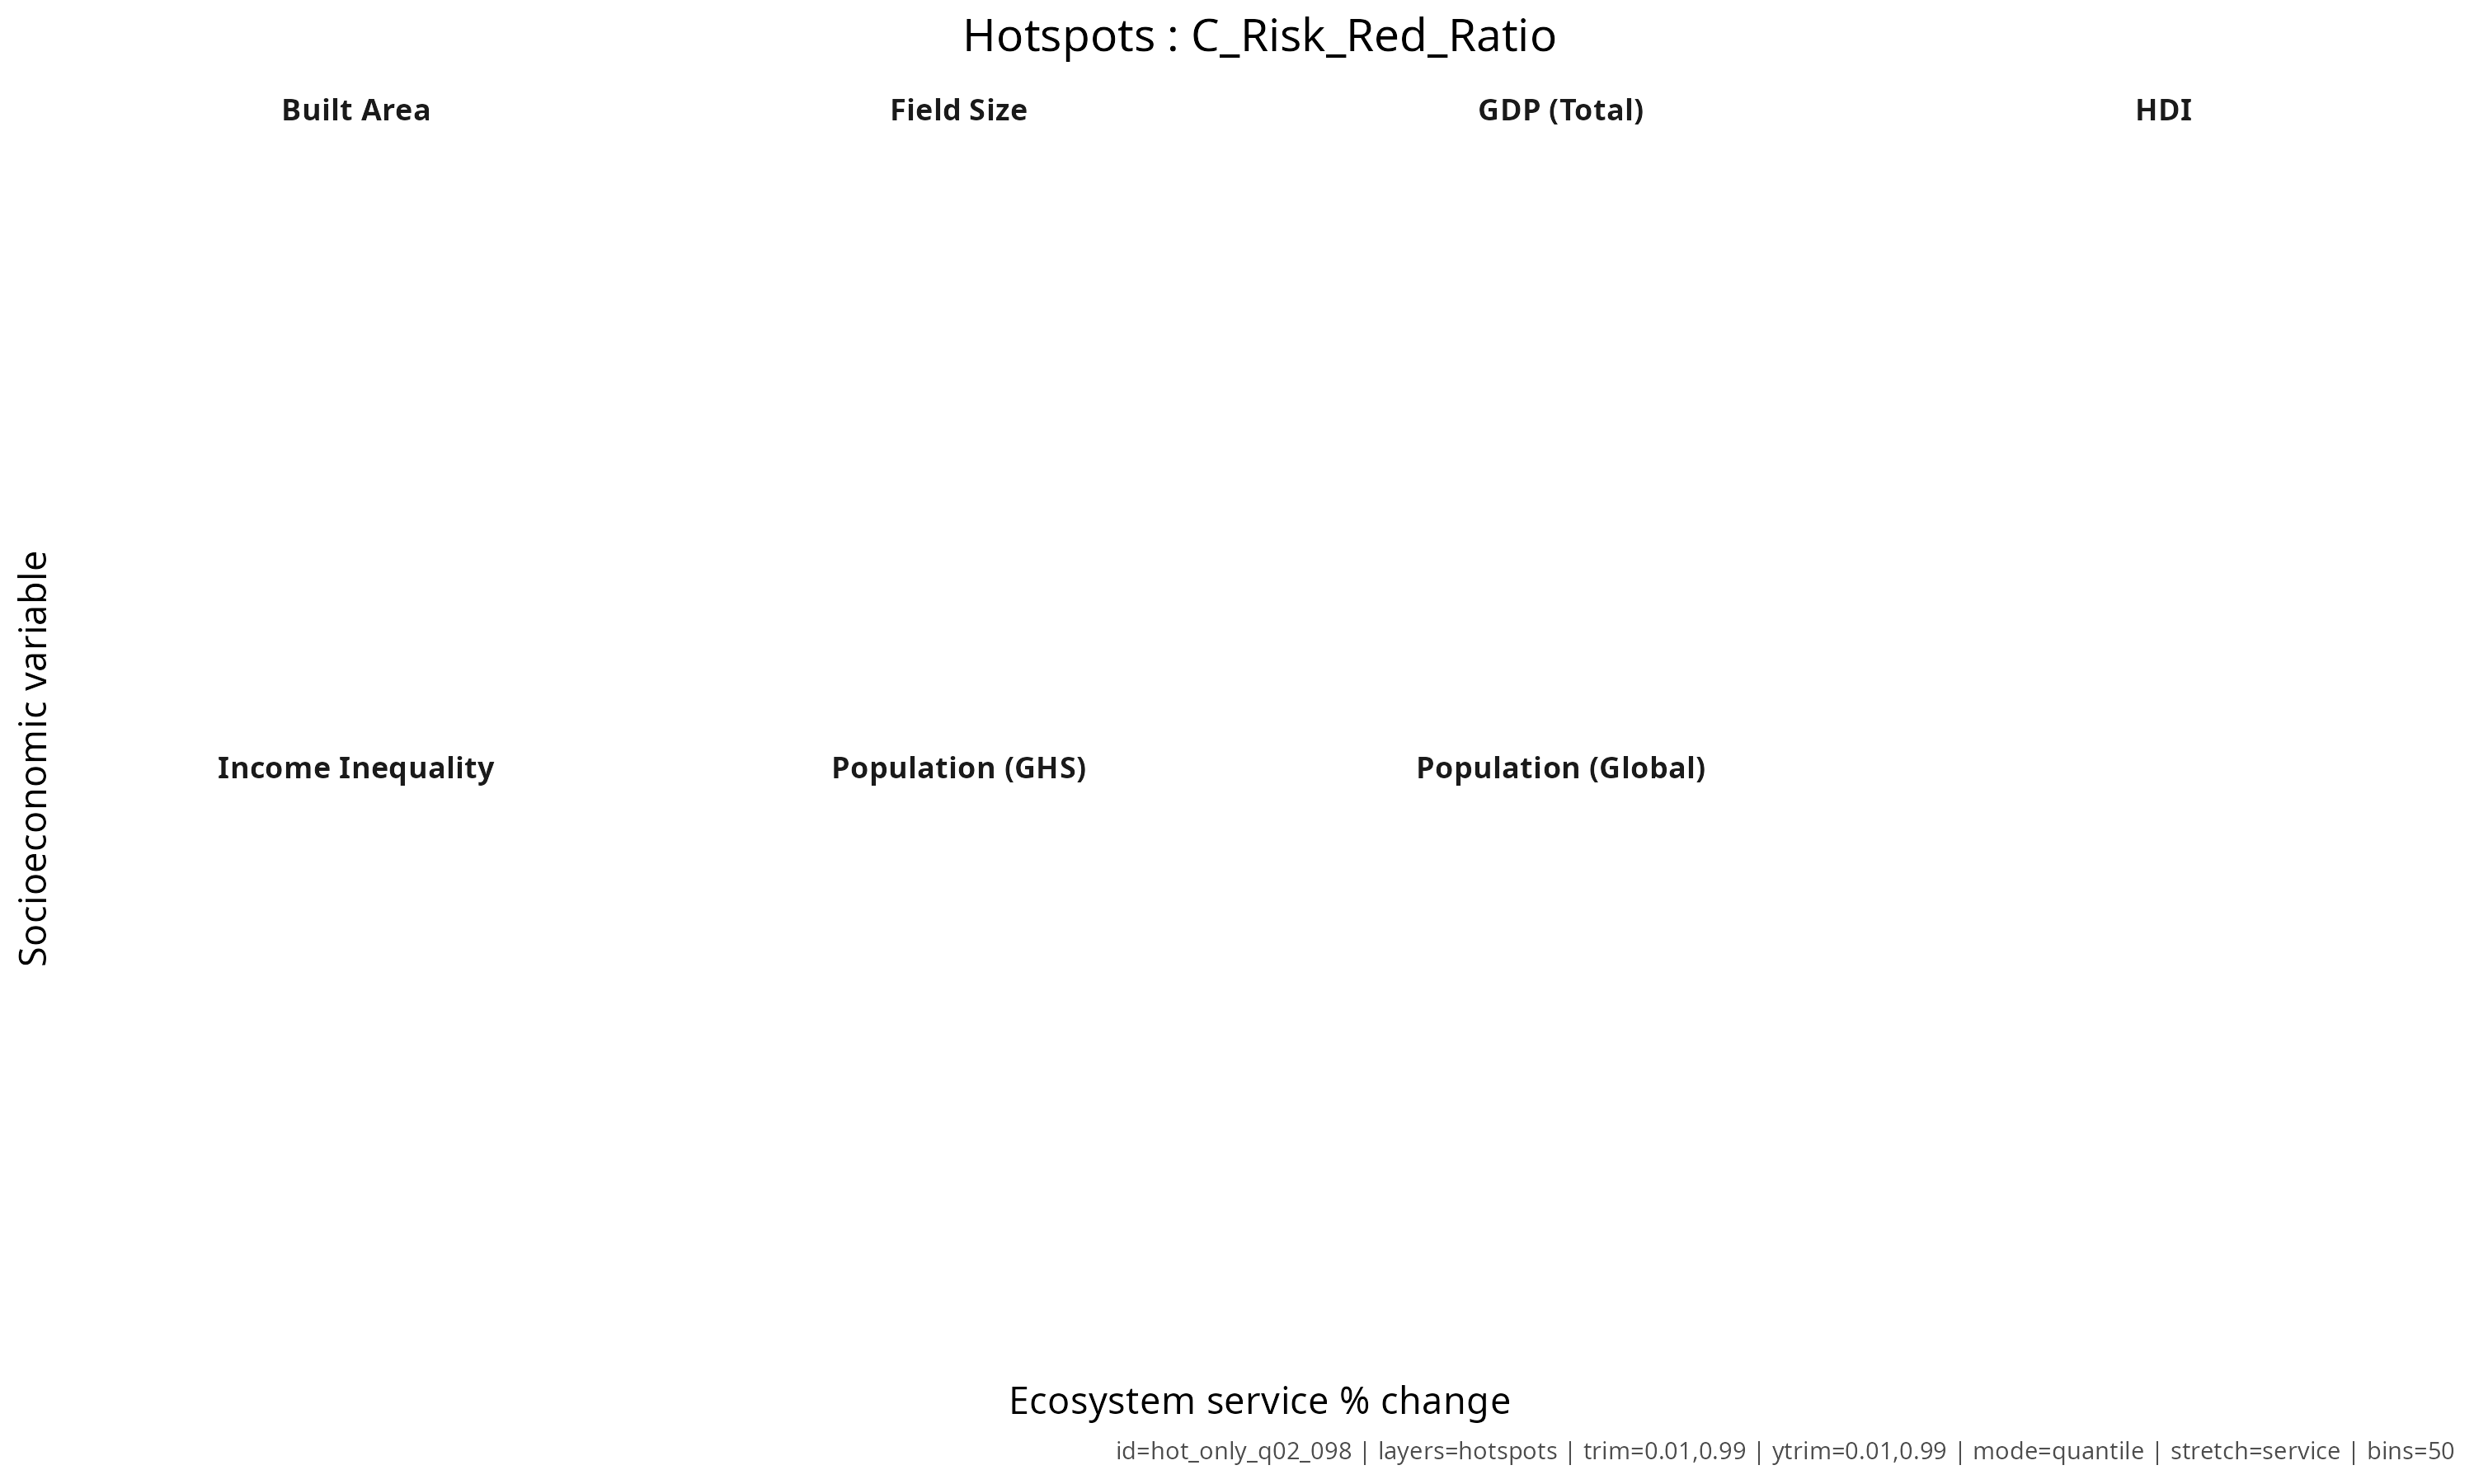 Hotspots : C_Risk_Red_Ratio
Built Area
Field Size
GDP (Total)
HDI
Socioeconomic variable
Income Inequality
Population (GHS)
Population (Global)
Ecosystem service % change
id=hot_only_q02_098 | layers=hotspots | trim=0.01,0.99 | ytrim=0.01,0.99 | mode=quantile | stretch=service | bins=50